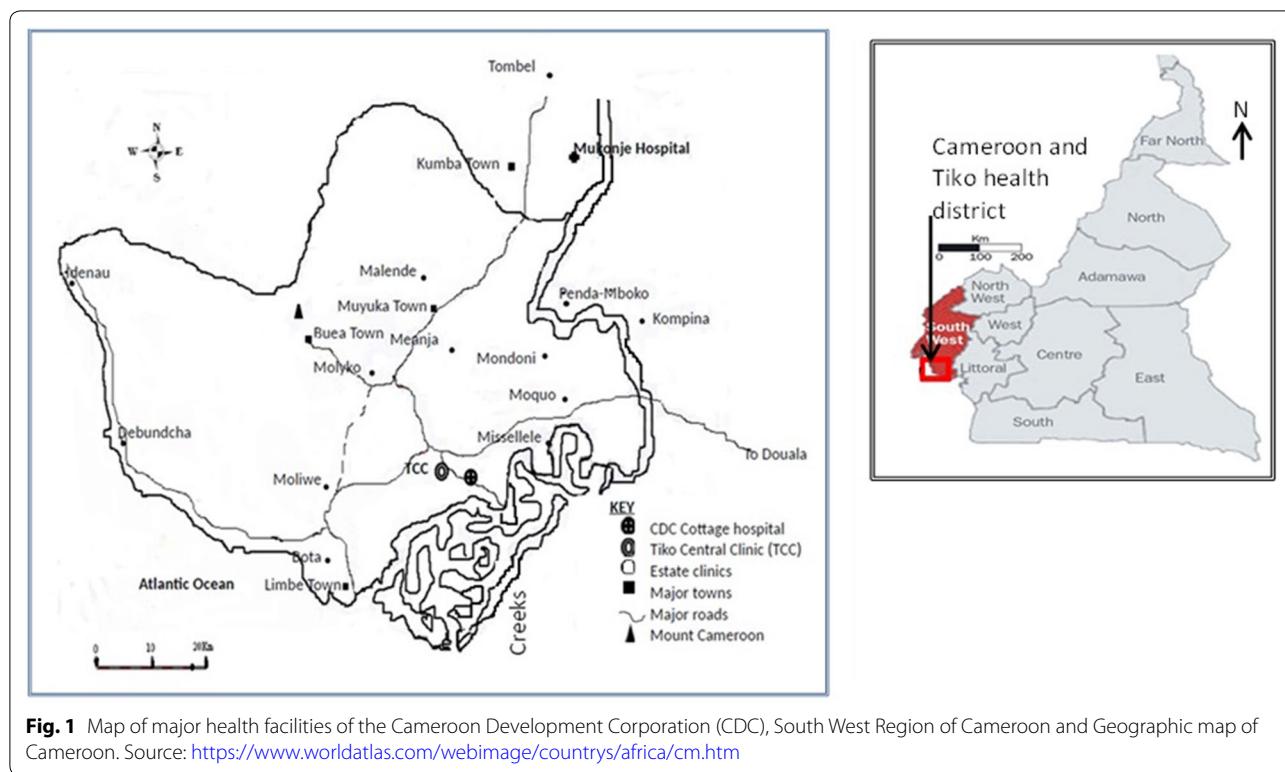 Tombel
Mukonje Hospital
Kumba Town
N
W E
S
Idenau
Malende
Muyuka Town
Penda-Mboko
Kompina
Buea Town
Meanja
Mondoni
Molyko
Moquo
Debundcha
Missellele
To Douala
TCC
Moliwe
Bota
Limbe Town
Atlantic Ocean
Creeks
0 10 20Km
KEY
CDC Cottage hospital
Tiko Central Clinic (TCC)
Estate clinics
Major towns
Major roads
Mount Cameroon
N
Cameroon and
Tiko health
district
Km
0 100 200
Far North
North
Adamawa
North
West
West
South
West
Littoral
Centre
East
South
Fig. 1 Map of major health facilities of the Cameroon Development Corporation (CDC), South West Region of Cameroon and Geographic map of
Cameroon. Source: https://www.worldatlas.com/webimage/countrys/africa/cm.htm